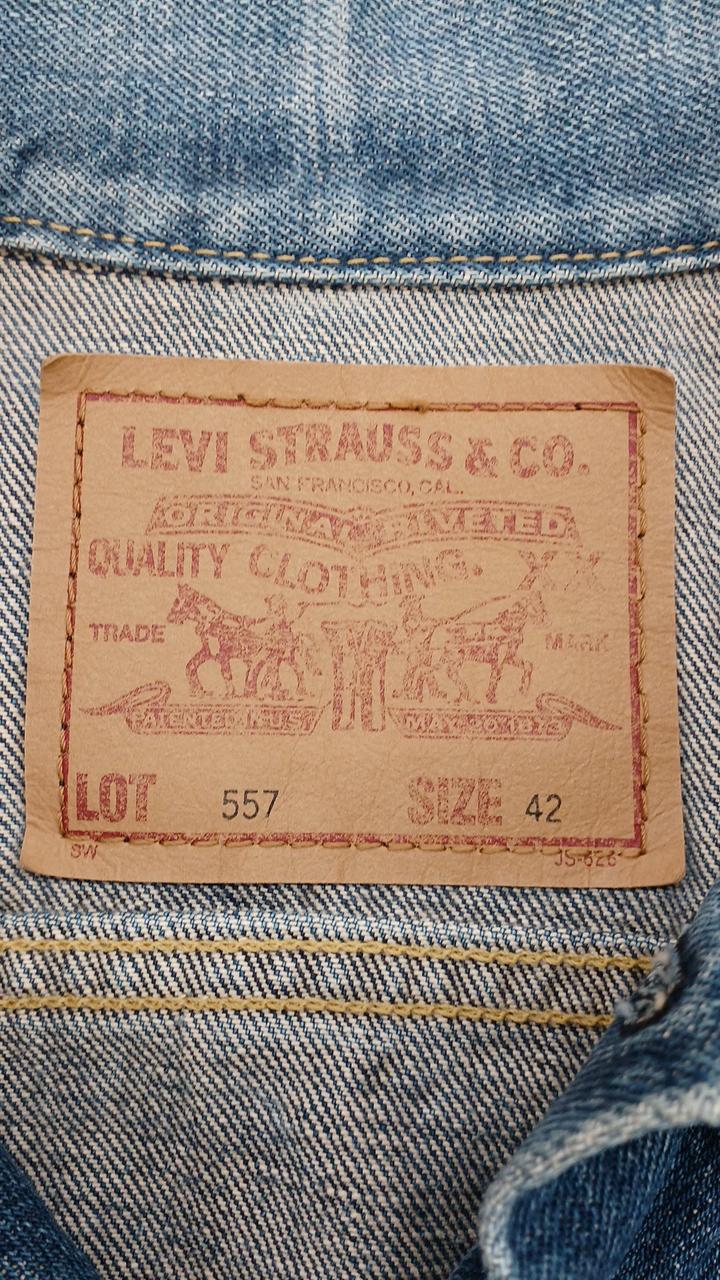 LEVI STRAUSS & CO.
SAN FRANCISCO, CAL.
ORIGINAL RIVETED
QUALITY CLOTHING. XX
TRADE MARK
PATENTED IN U.S. MAY 20 1873
LOT 557 SIZE 42
SW JS-626